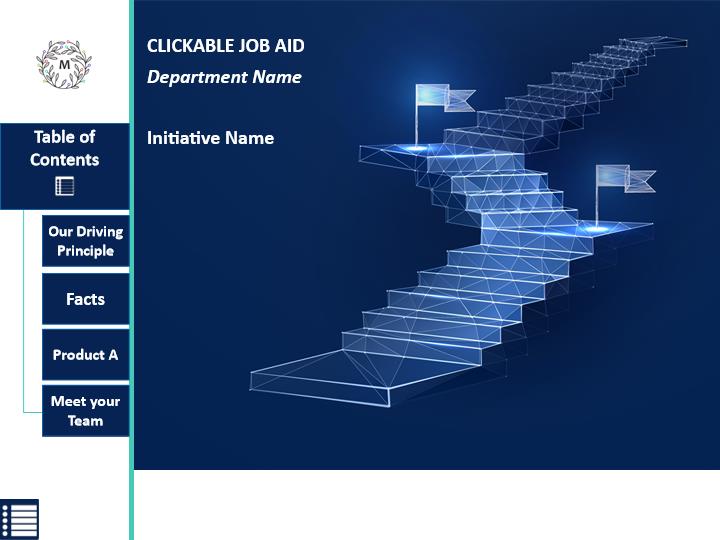 M
CLICKABLE JOB AID
Department Name
Initiative Name
Table of
Contents
Our Driving
Principle
Facts
Product A
Meet your
Team